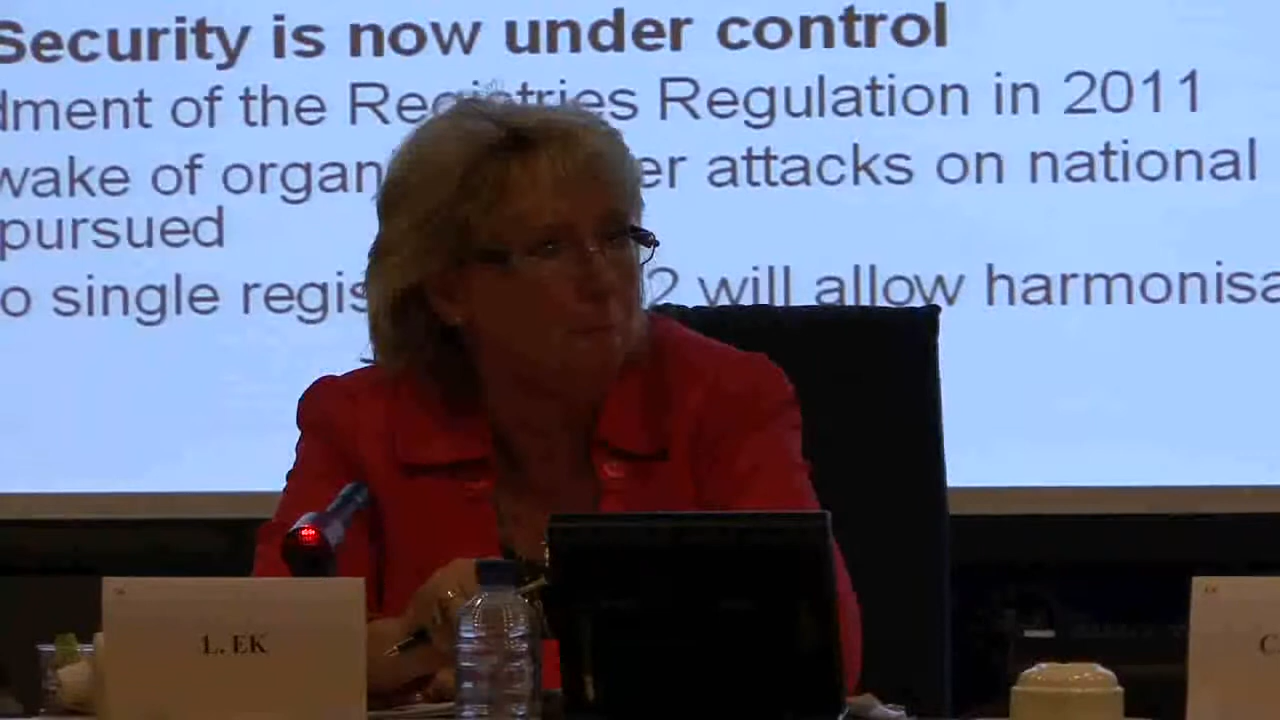 Security is now under control
dment of the Registries Regulation in 2011
wake of organ er attacks on national
pursued
o single regis 2 will allow harmonisa
L. EK
C